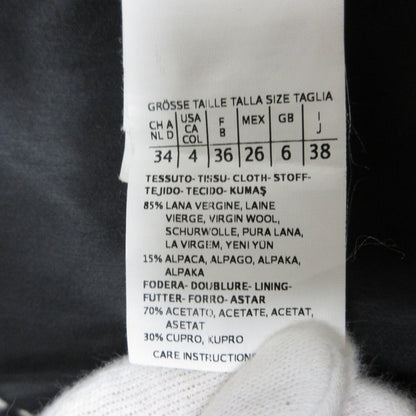 GRÖSSE TAILLE TALLA SIZE TAGLIA
CH A USA F MEX GB I
NL D CA B J
COL
34 4 36 26 6 38
TESSUTO- TISSU- CLOTH- STOFF-
TEJIDO- TECIDO- KUMAŞ
85% LANA VERGINE, LAINE
VIERGE, VIRGIN WOOL,
SCHURWOLLE, PURA LANA,
LA VIRGEM, YENI YÜN
15% ALPACA, ALPAGO, ALPAKA,
ALPAKA
FODERA- DOUBLURE- LINING-
FUTTER- FORRO- ASTAR
70% ACETATO, ACETATE, ACETAT,
ASETAT
30% CUPRO, KUPRO
CARE INSTRUCTION